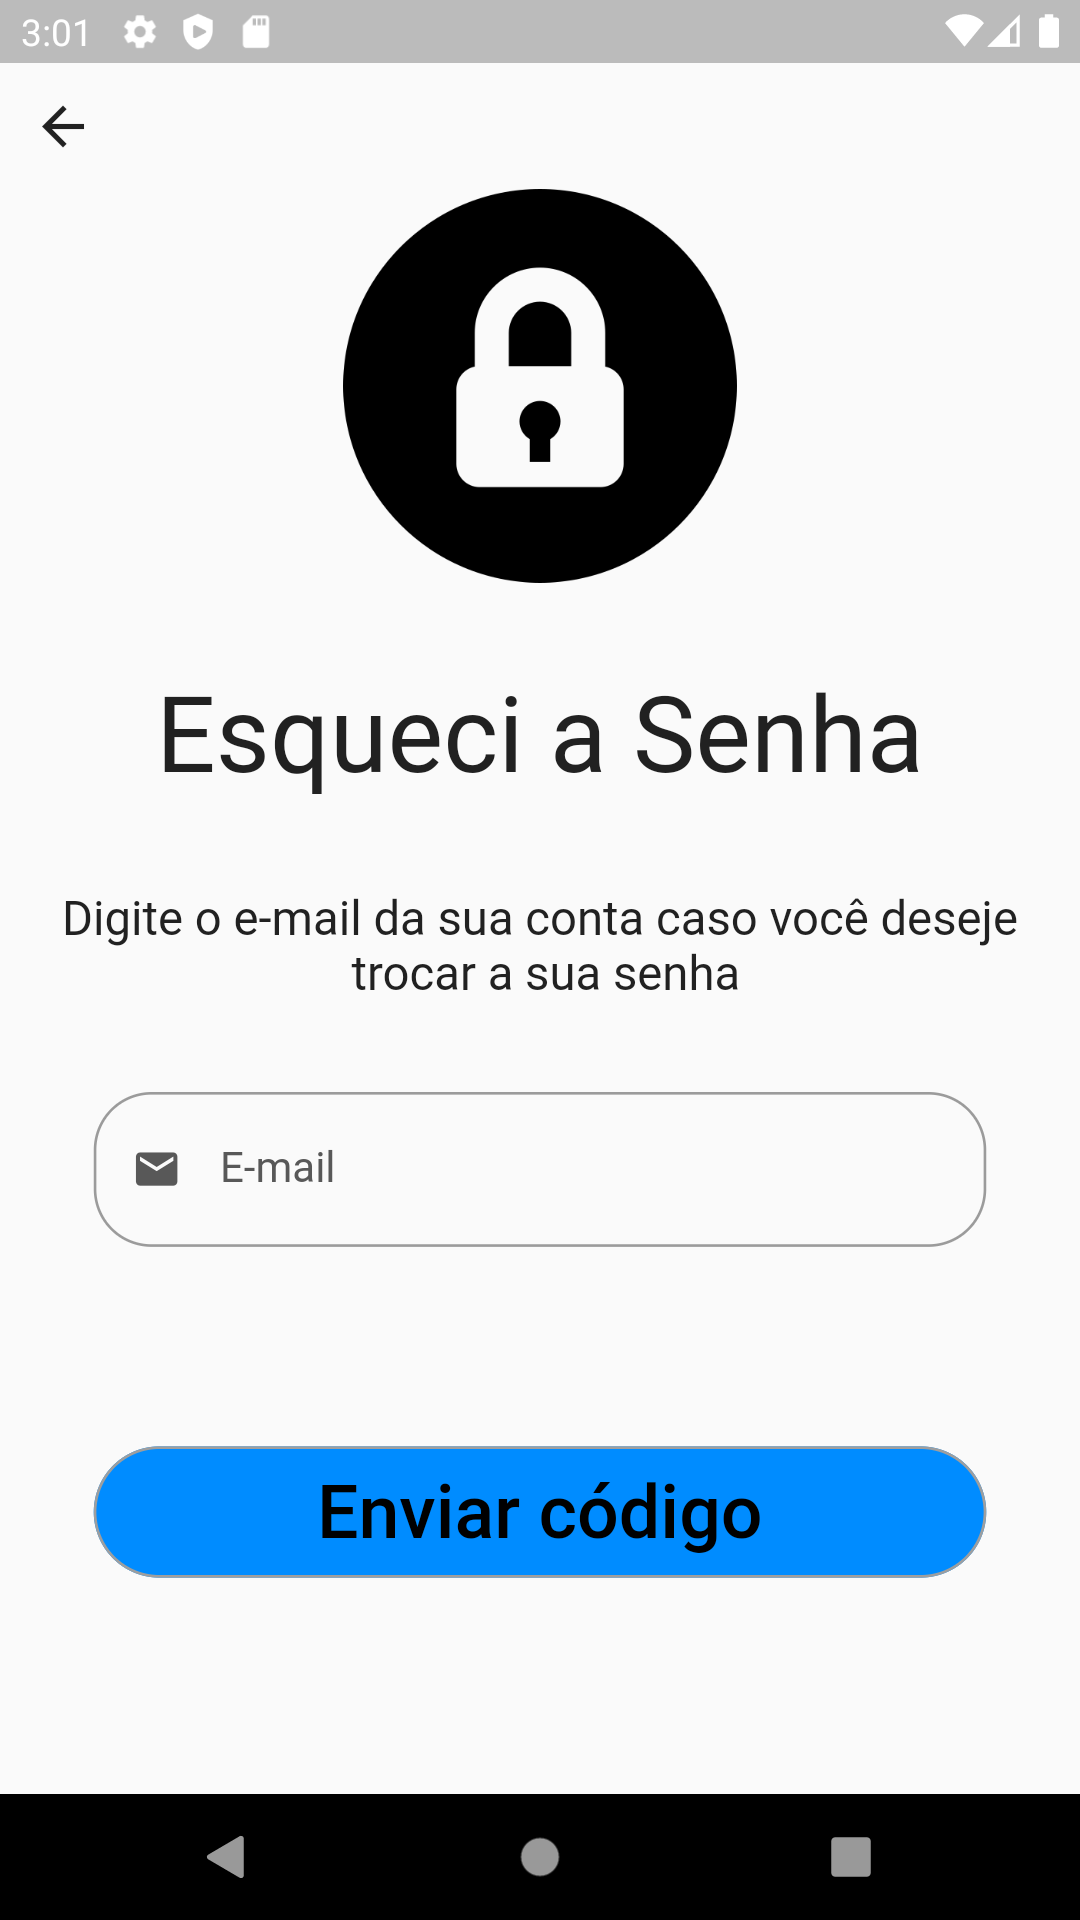 3:01
Esqueci a Senha
Digite o e-mail da sua conta caso você deseje
trocar a sua senha
E-mail
Enviar código